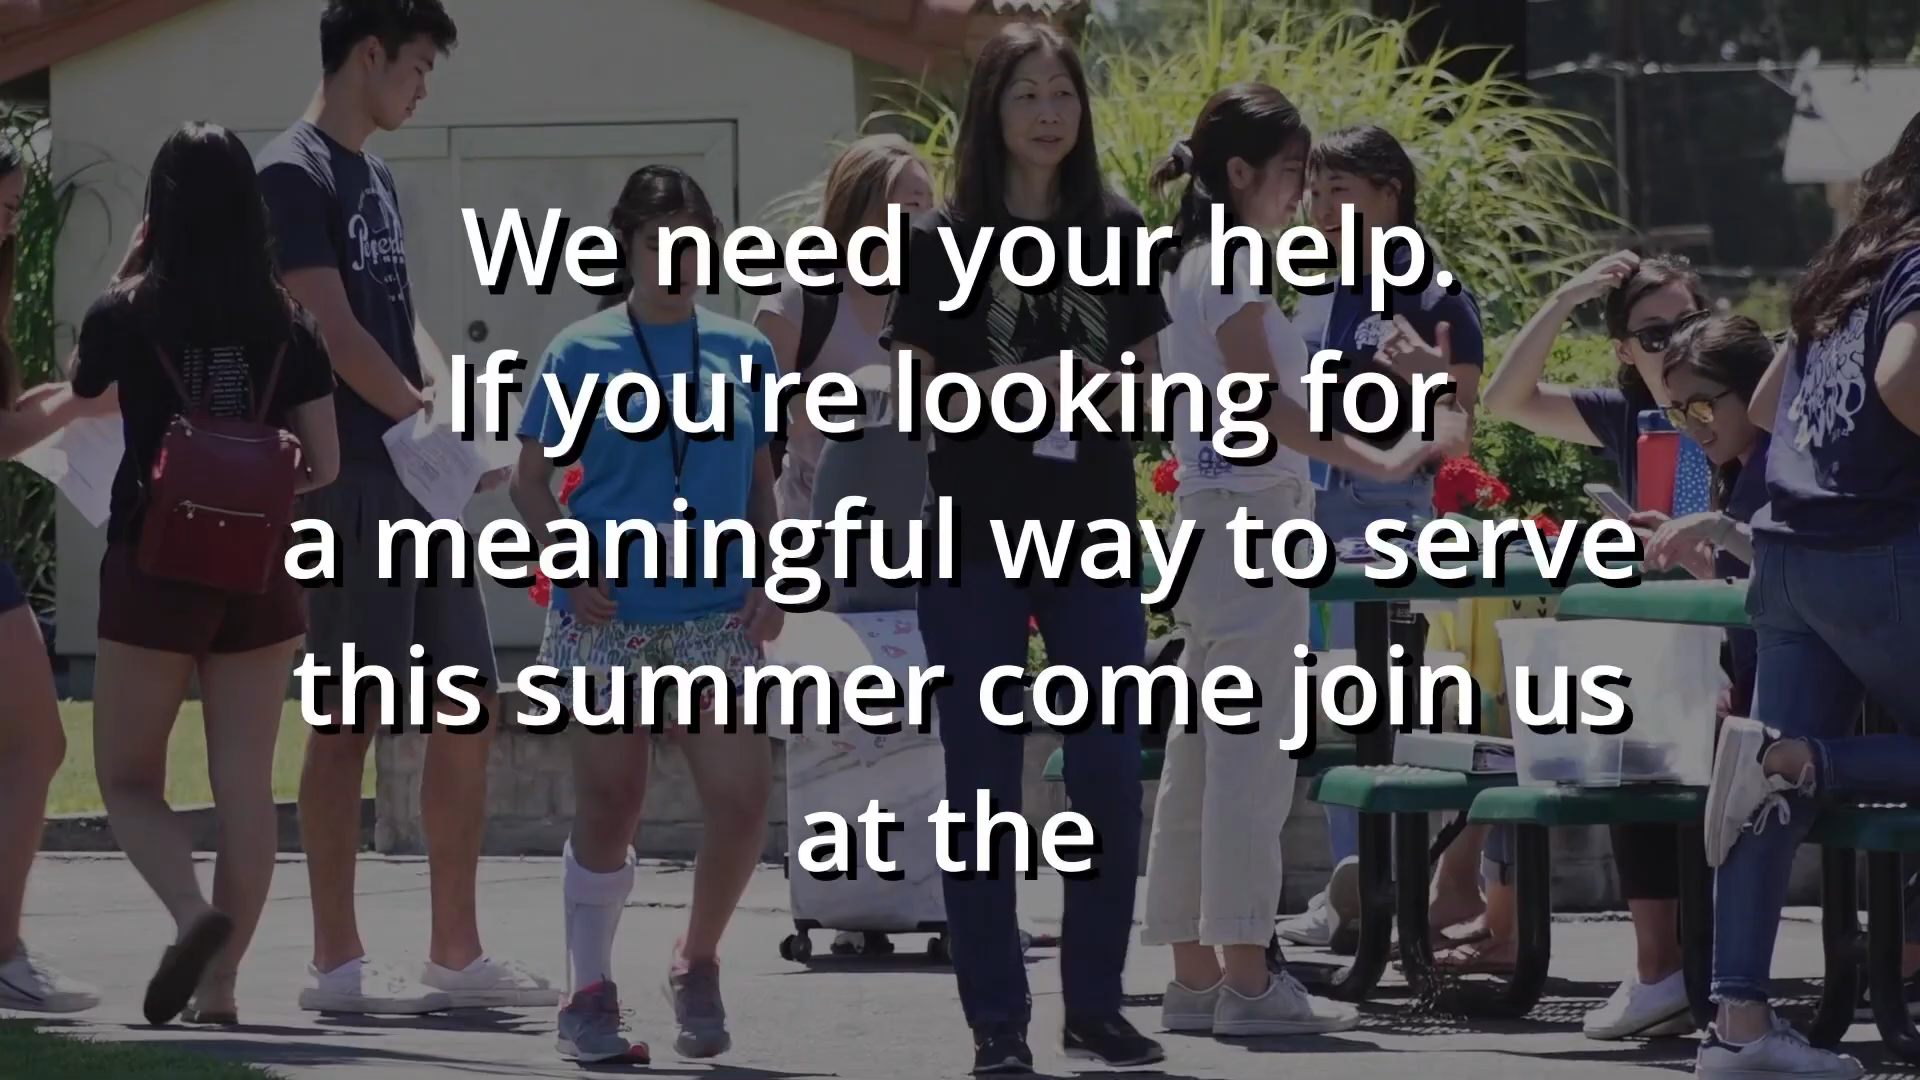 We need your help.
If you're looking for
a meaningful way to serve
this summer come join us
at the